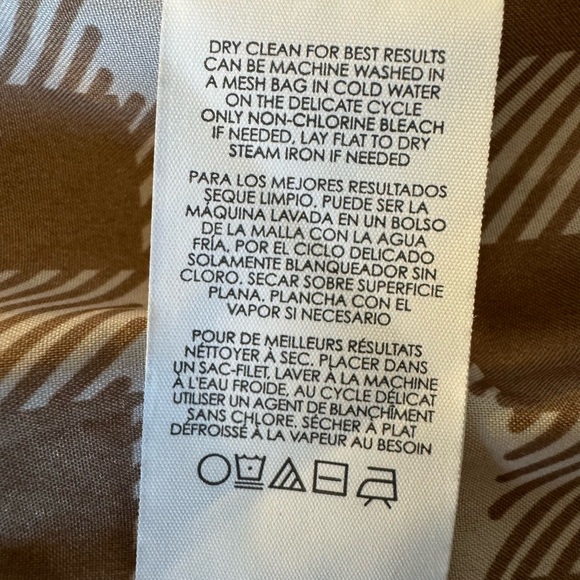 DRY CLEAN FOR BEST RESULTS
CAN BE MACHINE WASHED IN
A MESH BAG IN COLD WATER
ON THE DELICATE CYCLE
ONLY NON-CHLORINE BLEACH
IF NEEDED, LAY FLAT TO DRY
STEAM IRON IF NEEDED
PARA LOS MEJORES RESULTADOS
SEQUE LIMPIO. PUEDE SER LA
MÁQUINA LAVADA EN UN BOLSO
DE LA MALLA CON LA AGUA
FRÍA, POR EL CICLO DELICADO
SOLAMENTE BLANQUEADOR SIN
CLORO. SECAR SOBRE SUPERFICIE
PLANA, PLANCHA CON EL
VAPOR SI NECESARIO
POUR DE MEILLEURS RÉSULTATS
NÉTTOYER À SEC, PLACER DANS
UN SAC-FILET, LAVER À LA MACHINE
À L'EAU FROIDE, AU CYCLE DÉLICAT
UTILISER UN AGENT DE BLANCHÎMENT
SANS CHLORE, SÉCHER À PLAT
DÉFROISSÉ À LA VAPEUR AU BESOIN